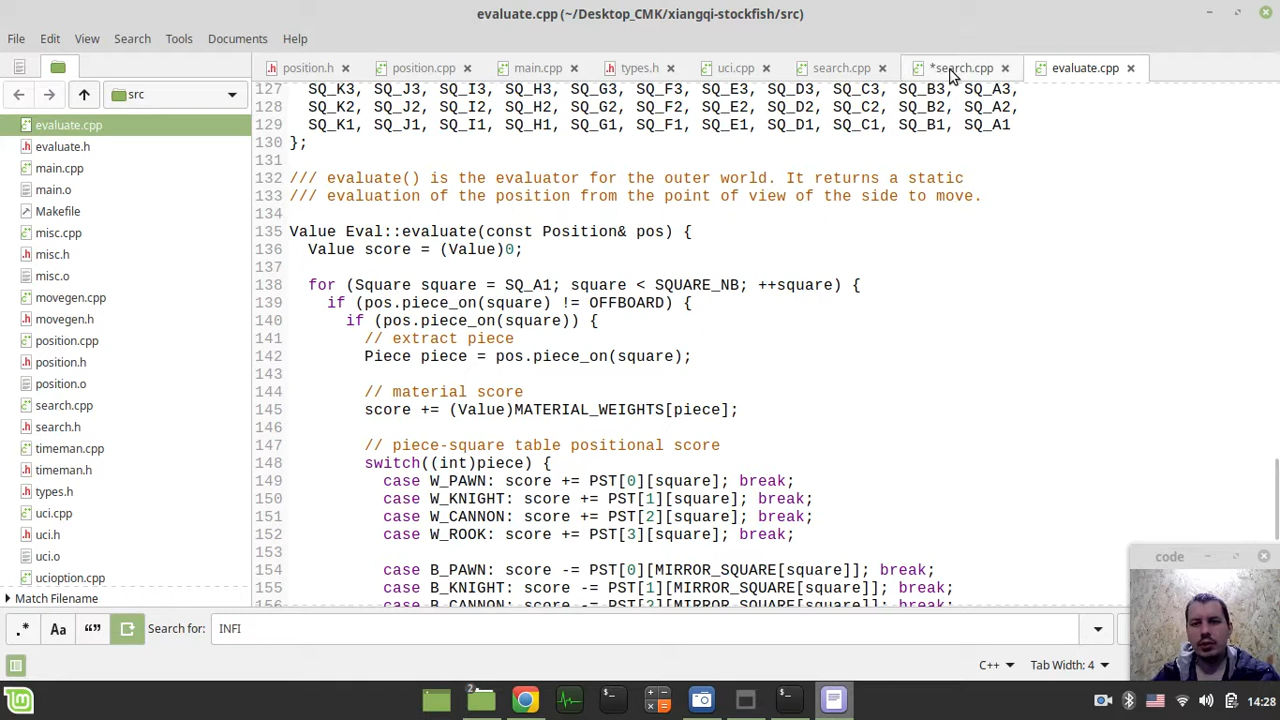 evaluate.cpp (~/Desktop_CMK/xiangqi-stockfish/src)
File Edit View Search Tools Documents Help
position.h position.cpp main.cpp types.h uci.cpp search.cpp *search.cpp evaluate.cpp
src
evaluate.cpp
evaluate.h
main.cpp
main.o
Makefile
misc.cpp
misc.h
misc.o
movegen.cpp
movegen.h
position.cpp
position.h
position.o
search.cpp
search.h
timeman.cpp
timeman.h
types.h
uci.cpp
uci.h
uci.o
ucioption.cpp
Match Filename
127 SQ_K3, SQ_J3, SQ_I3, SQ_H3, SQ_G3, SQ_F3, SQ_E3, SQ_D3, SQ_C3, SQ_B3, SQ_A3,
128 SQ_K2, SQ_J2, SQ_I2, SQ_H2, SQ_G2, SQ_F2, SQ_E2, SQ_D2, SQ_C2, SQ_B2, SQ_A2,
129 SQ_K1, SQ_J1, SQ_I1, SQ_H1, SQ_G1, SQ_F1, SQ_E1, SQ_D1, SQ_C1, SQ_B1, SQ_A1
130 };
131
132 /// evaluate() is the evaluator for the outer world. It returns a static
133 /// evaluation of the position from the point of view of the side to move.
134
135 Value Eval::evaluate(const Position& pos) {
136 Value score = (Value)0;
137
138 for (Square square = SQ_A1; square < SQUARE_NB; ++square) {
139 if (pos.piece_on(square) != OFFBOARD) {
140 if (pos.piece_on(square)) {
141 // extract piece
142 Piece piece = pos.piece_on(square);
143
144 // material score
145 score += (Value)MATERIAL_WEIGHTS[piece];
146
147 // piece-square table positional score
148 switch((int)piece) {
149 case W_PAWN: score += PST[0][square]; break;
150 case W_KNIGHT: score += PST[1][square]; break;
151 case W_CANNON: score += PST[2][square]; break;
152 case W_ROOK: score += PST[3][square]; break;
153
154 case B_PAWN: score -= PST[0][MIRROR_SQUARE[square]]; break;
155 case B_KNIGHT: score -= PST[1][MIRROR_SQUARE[square]]; break;
156 case B_CANNON: score -= PST[2][MIRROR_SQUARE[square]]; break;
code
.* Aa “” Search for: INFI
C++ Tab Width: 4
2
14:28